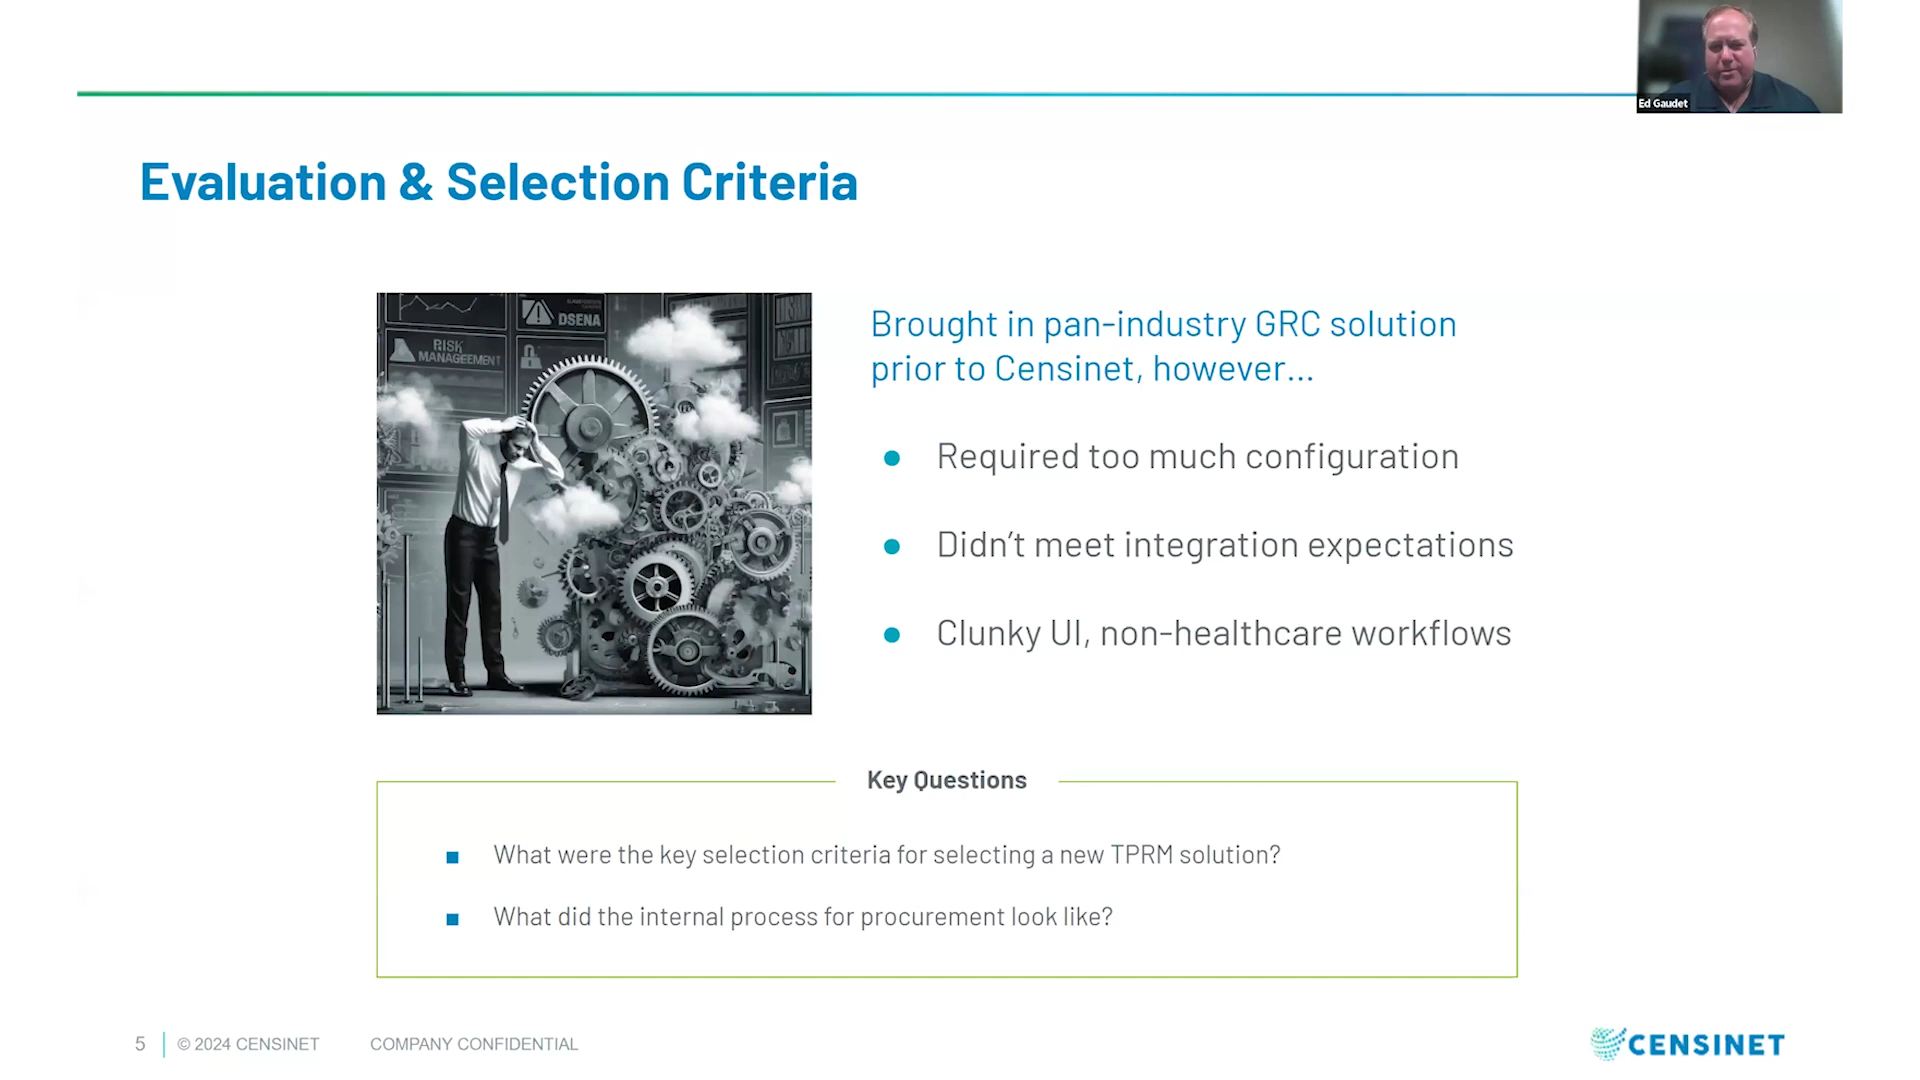 Ed Gaudet
Evaluation & Selection Criteria
DSENA
RISK
MANAGEEMENT
Brought in pan-industry GRC solution
prior to Censinet, however...
● Required too much configuration
● Didn't meet integration expectations
● Clunky UI, non-healthcare workflows
Key Questions
■ What were the key selection criteria for selecting a new TPRM solution?
■ What did the internal process for procurement look like?
5 © 2024 CENSINET COMPANY CONFIDENTIAL
CENSINET